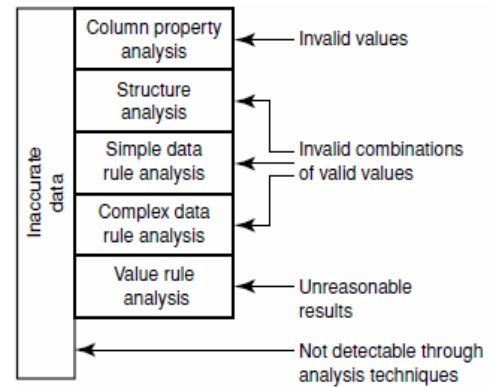 Inaccurate
data
Column property
analysis
Structure
analysis
Simple data
rule analysis
Complex data
rule analysis
Value rule
analysis
Invalid values
Invalid combinations
of valid values
Unreasonable
results
Not detectable through
analysis techniques